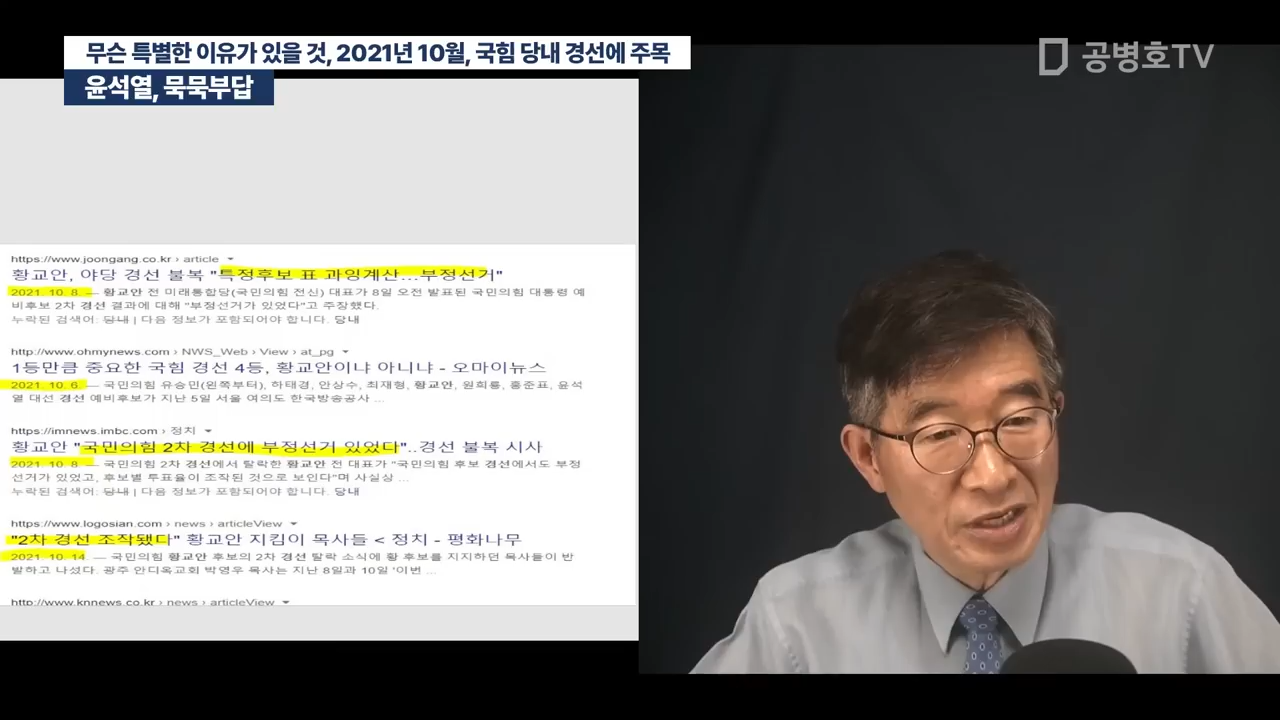 무슨 특별한 이유가 있을 것, 2021년 10월, 국힘 당내 경선에 주목
윤석열, 묵묵부답
공병호TV
https://www.joongang.co.kr › article
황교안, 야당 경선 불복 "특정후보 표 과잉계산…부정선거"
2021. 10. 8. — 황교안 전 미래통합당(국민의힘 전신) 대표가 8일 오전 발표된 국민의힘 대통령 예
비후보 2차 경선 결과에 대해 "부정선거가 있었다"고 주장했다.
누락된 검색어: 당내 | 다음 정보가 포함되어야 합니다. 당내
http://www.ohmynews.com › NWS_Web › View › at_pg
1등만큼 중요한 국힘 경선 4등, 황교안이냐 아니냐 - 오마이뉴스
2021. 10. 6. — 국민의힘 유승민(왼쪽부터), 하태경, 안상수, 최재형, 황교안, 원희룡, 홍준표, 윤석
열 대선 경선 예비후보가 지난 5일 서울 여의도 한국방송공사 ...
https://imnews.imbc.com › 정치
황교안 "국민의힘 2차 경선에 부정선거 있었다"..경선 불복 시사
2021. 10. 8. — 국민의힘 2차 경선에서 탈락한 황교안 전 대표가 "국민의힘 후보 경선에서도 부정
선거가 있었고, 후보별 투표율이 조작된 것으로 보인다"며 사실상 ...
누락된 검색어: 당내 | 다음 정보가 포함되어야 합니다. 당내
https://www.logosian.com › news › articleView
"2차 경선 조작됐다" 황교안 지킴이 목사들 < 정치 - 평화나무
2021. 10. 14. — 국민의힘 황교안 후보의 2차 경선 탈락 소식에 황 후보를 지지하던 목사들이 반
발하고 나섰다. 광주 안디옥교회 박영우 목사는 지난 8일과 10일 '이번 ...
http://www.knnews.co.kr › news › articleView